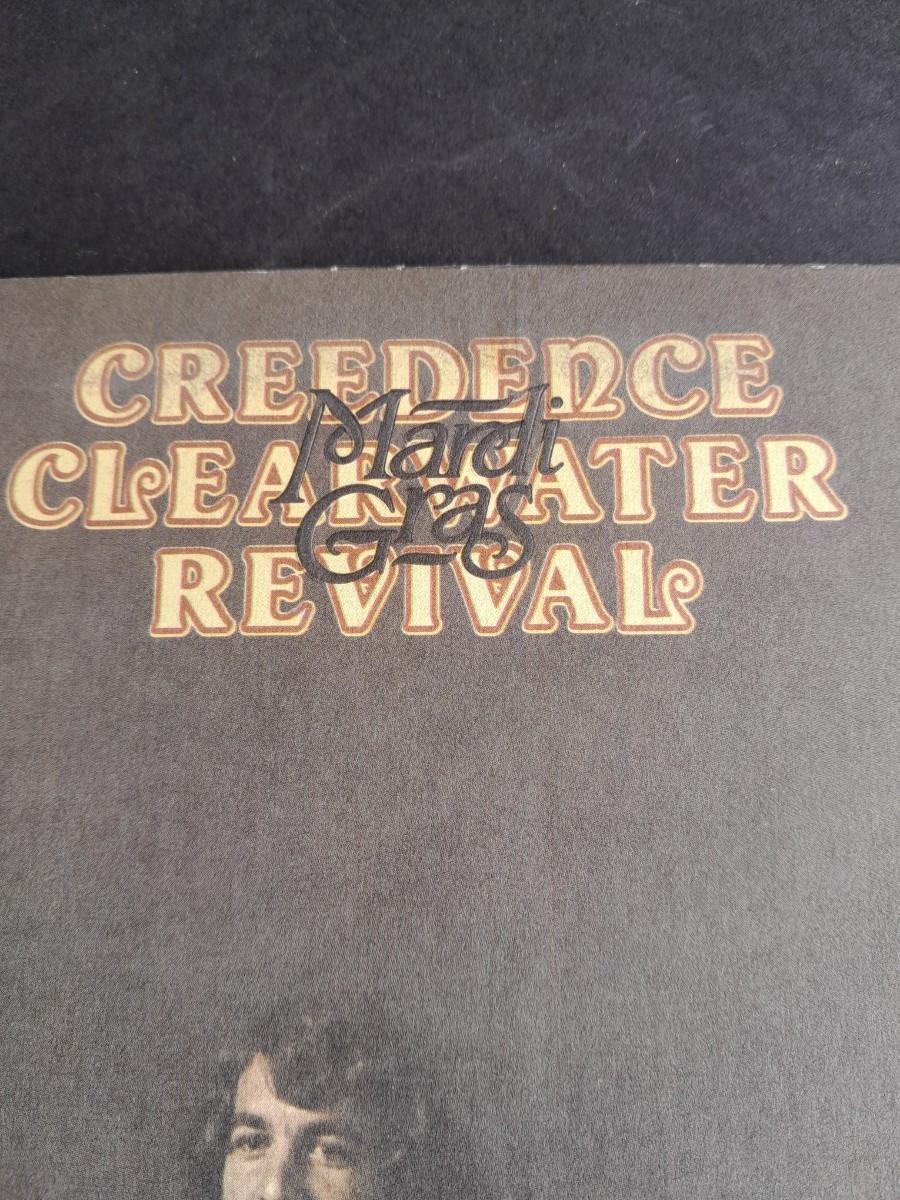 CREEDENCE
CLEARWATER
REVIVAL
Mardi
Gras